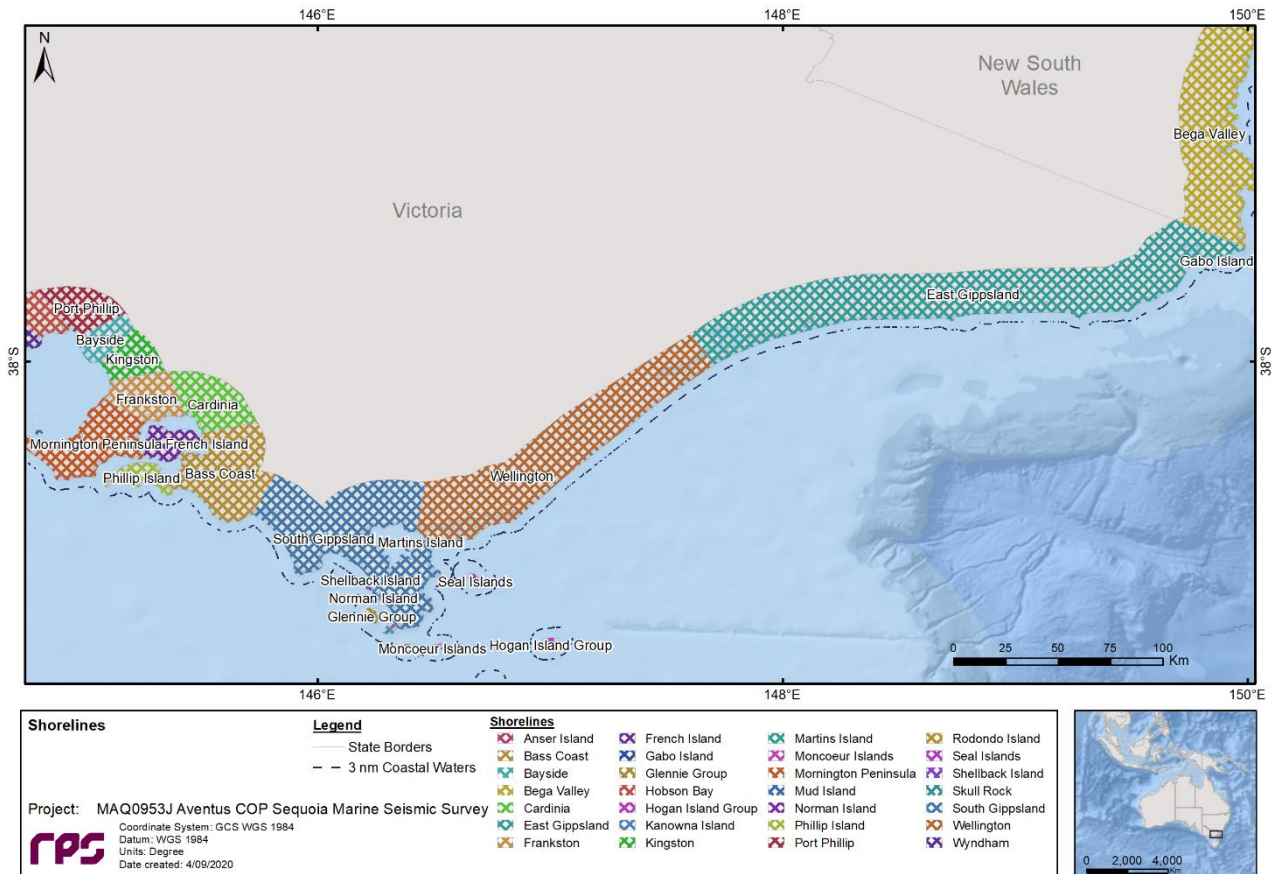 146°E 148°E 150°E
N
New South
Wales
Bega Valley
Victoria
Gabo Island
East Gippsland
Port Phillip
Bayside
Kingston
38°S 38°S
Frankston
Cardinia
Mornington Peninsula French Island
Phillip Island
Bass Coast
Wellington
South Gippsland
Martins Island
Shellback Island
Seal Islands
Norman Island
Glennie Group
Moncoeur Islands
Hogan Island Group
0 25 50 75 100
Km
146°E 148°E 150°E
Shorelines
Legend
State Borders
3 nm Coastal Waters
Project: MAQ0953J Aventus COP Sequoia Marine Seismic Survey
rps
Coordinate System: GCS WGS 1984
Datum: WGS 1984
Units: Degree
Date created: 4/09/2020
Shorelines
Anser Island
Bass Coast
Bayside
Bega Valley
Cardinia
East Gippsland
Frankston
French Island
Gabo Island
Glennie Group
Hobson Bay
Hogan Island Group
Kanowna Island
Kingston
Martins Island
Moncoeur Islands
Mornington Peninsula
Mud Island
Norman Island
Phillip Island
Port Phillip
Rodondo Island
Seal Islands
Shellback Island
Skull Rock
South Gippsland
Wellington
Wyndham
0 2,000 4,000
Km